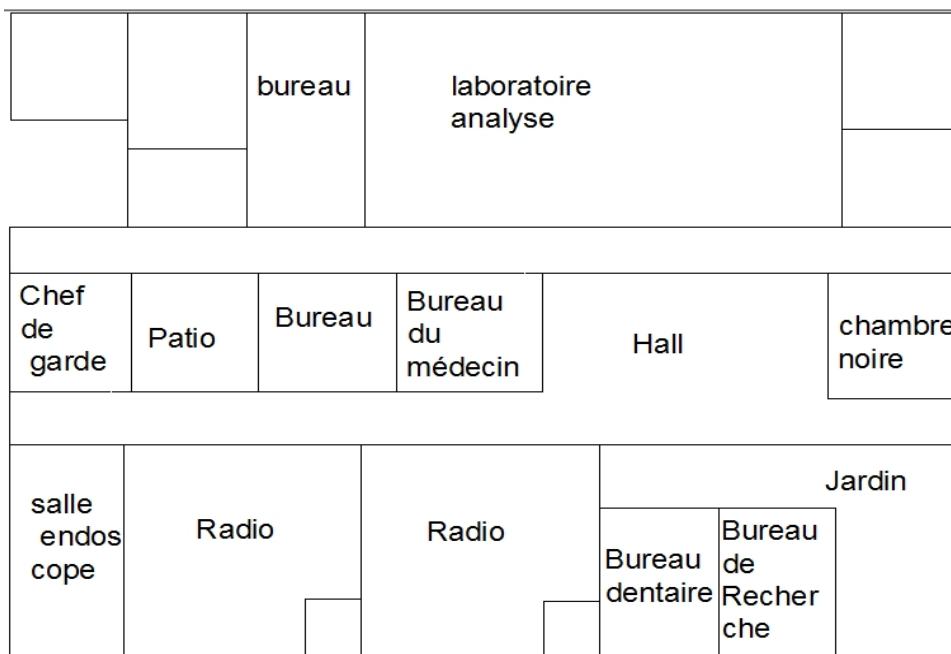 bureau
laboratoire
analyse
Chef
de
garde
Patio
Bureau
Bureau
du
médecin
Hall
chambre
noire
salle
endos
cope
Radio
Radio
Jardin
Bureau
dentaire
Bureau
de
Recher
che